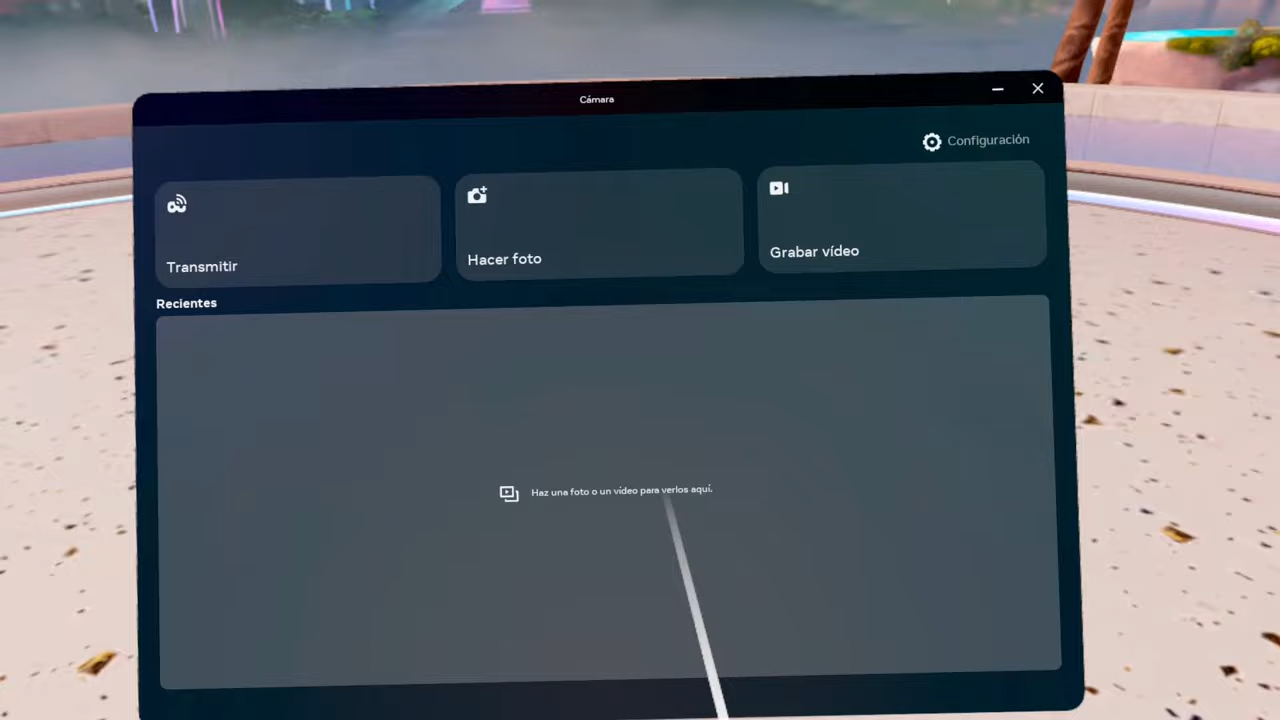 Cámara
Configuración
Transmitir
Hacer foto
Grabar vídeo
Recientes
Haz una foto o un vídeo para verlos aquí.